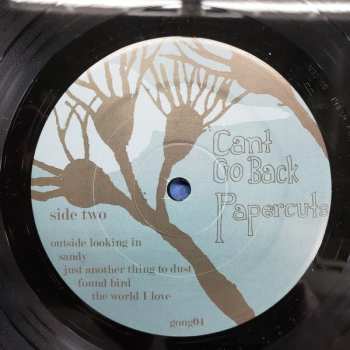 Cant
Go Back
Papercuts
side two
outside looking in
sandy
just another thing to dust
found bird
the world I love
gong04